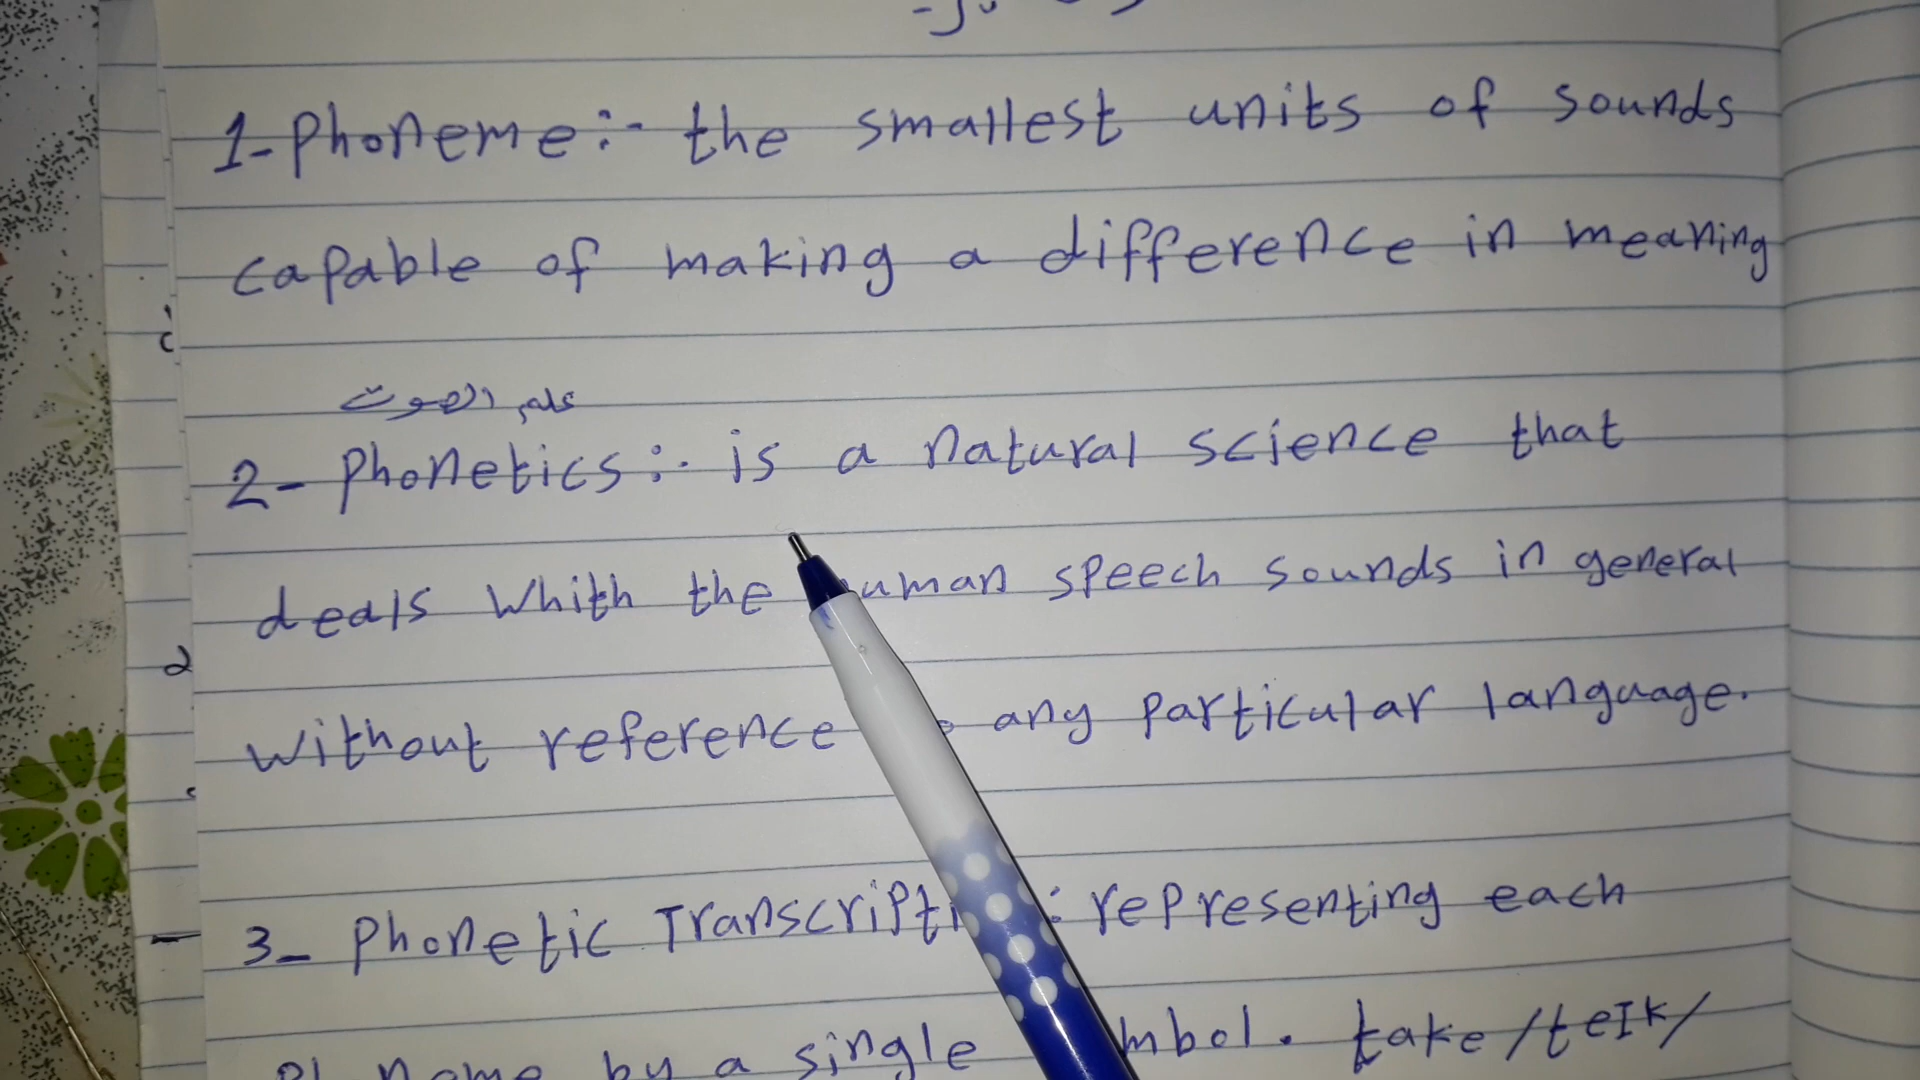 1- Phoneme:- the smallest units of sounds
capable of making a difference in meaning
علم الصوت
2- Phonetics:- is a natural science that
deals Whith the uman speech sounds in general
without reference any particular language.
3- Phonetic Transcripti : representing each
by a single mbol. take /teIk/